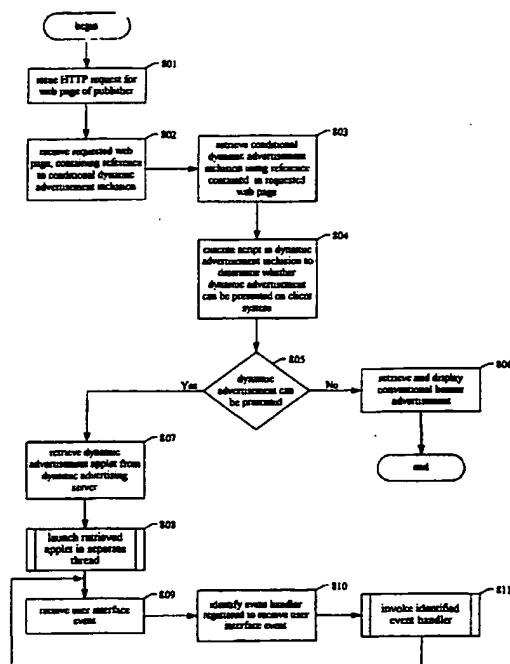 begin
801
issue HTTP request for
web page of publisher
802
receive requested web
page, containing reference
to conditional dynamic
advertisement inclusion
803
retrieve conditional
dynamic advertisement
inclusion using reference
contained in requested
web page
804
execute script in dynamic
advertisement inclusion to
determine whether
dynamic advertisement
can be presented on client
system
805
dynamic
advertisement can
be presented
Yes
No
806
retrieve and display
conventional banner
advertisement
end
807
retrieve dynamic
advertisement applet from
dynamic advertising
server
808
launch retrieved
applet in separate
thread
809
receive user interface
event
810
identify event handler
registered to receive user
interface event
811
invoke identified
event handler